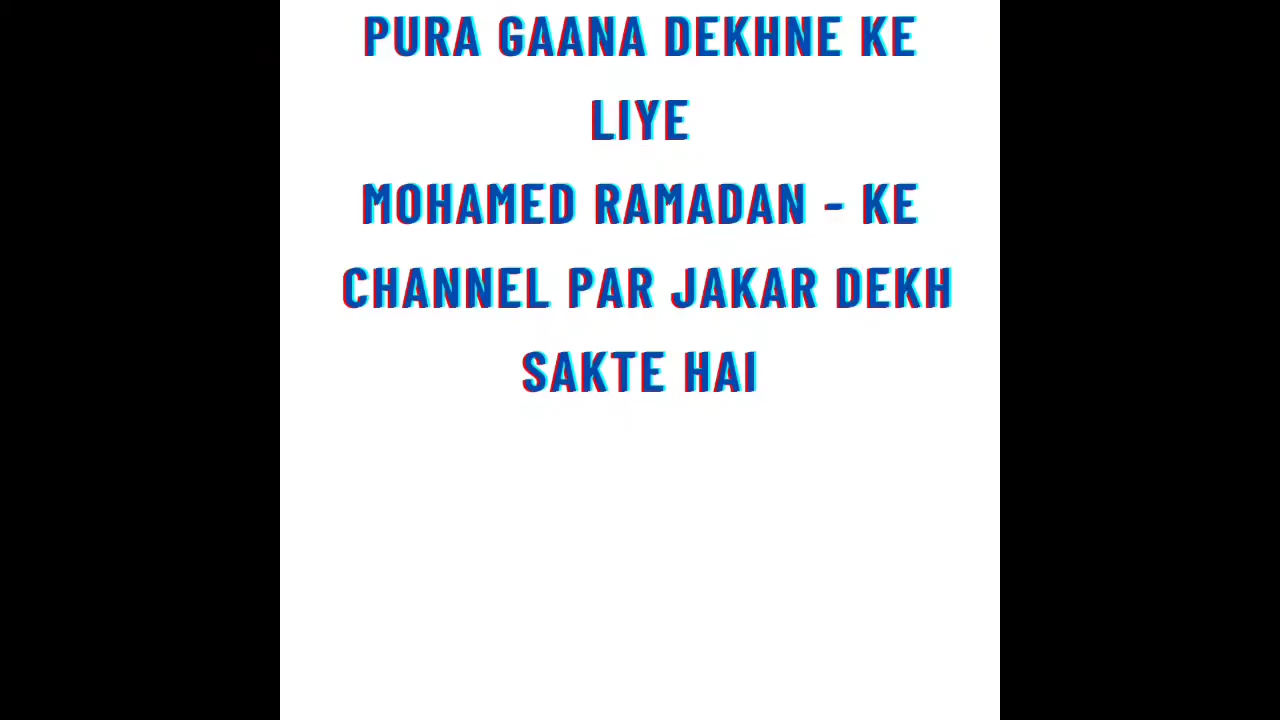 PURA GAANA DEKHNE KE
LIYE
MOHAMED RAMADAN - KE
CHANNEL PAR JAKAR DEKH
SAKTE HAI